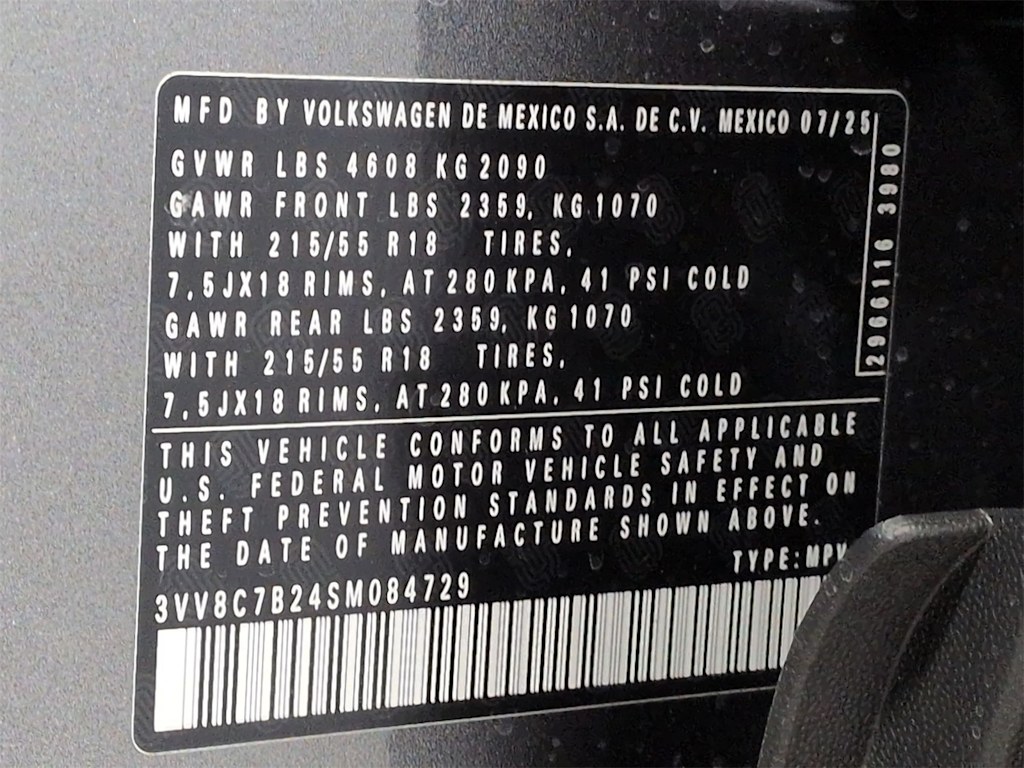 MFD BY VOLKSWAGEN DE MEXICO S.A. DE C.V. MEXICO 07/25
GVWR LBS 4608 KG 2090
GAWR FRONT LBS 2359, KG 1070
WITH 215/55 R18 TIRES,
7,5JX18 RIMS, AT 280 KPA, 41 PSI COLD
GAWR REAR LBS 2359, KG 1070
WITH 215/55 R18 TIRES,
7,5JX18 RIMS, AT 280 KPA, 41 PSI COLD
2966116 3980
THIS VEHICLE CONFORMS TO ALL APPLICABLE
U.S. FEDERAL MOTOR VEHICLE SAFETY AND
THEFT PREVENTION STANDARDS IN EFFECT ON
THE DATE OF MANUFACTURE SHOWN ABOVE.
TYPE: MPV
3VV8C7B24SM084729